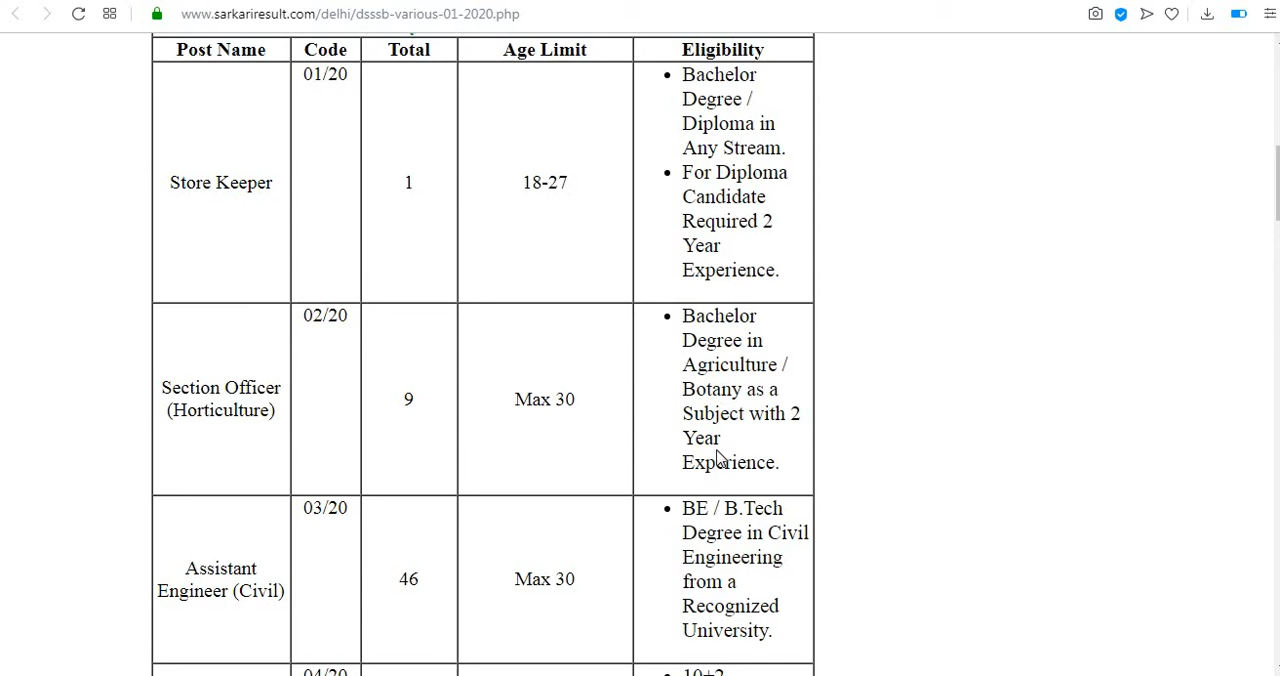 www.sarkariresult.com/delhi/dsssb-various-01-2020.php
Post Name Code Total Age Limit Eligibility
01/20
Store Keeper
1
18-27
Bachelor
Degree /
Diploma in
Any Stream.
For Diploma
Candidate
Required 2
Year
Experience.
02/20
Section Officer
(Horticulture)
9
Max 30
Bachelor
Degree in
Agriculture /
Botany as a
Subject with 2
Year
Experience.
03/20
Assistant
Engineer (Civil)
46
Max 30
BE / B.Tech
Degree in Civil
Engineering
from a
Recognized
University.
04/20
10+2